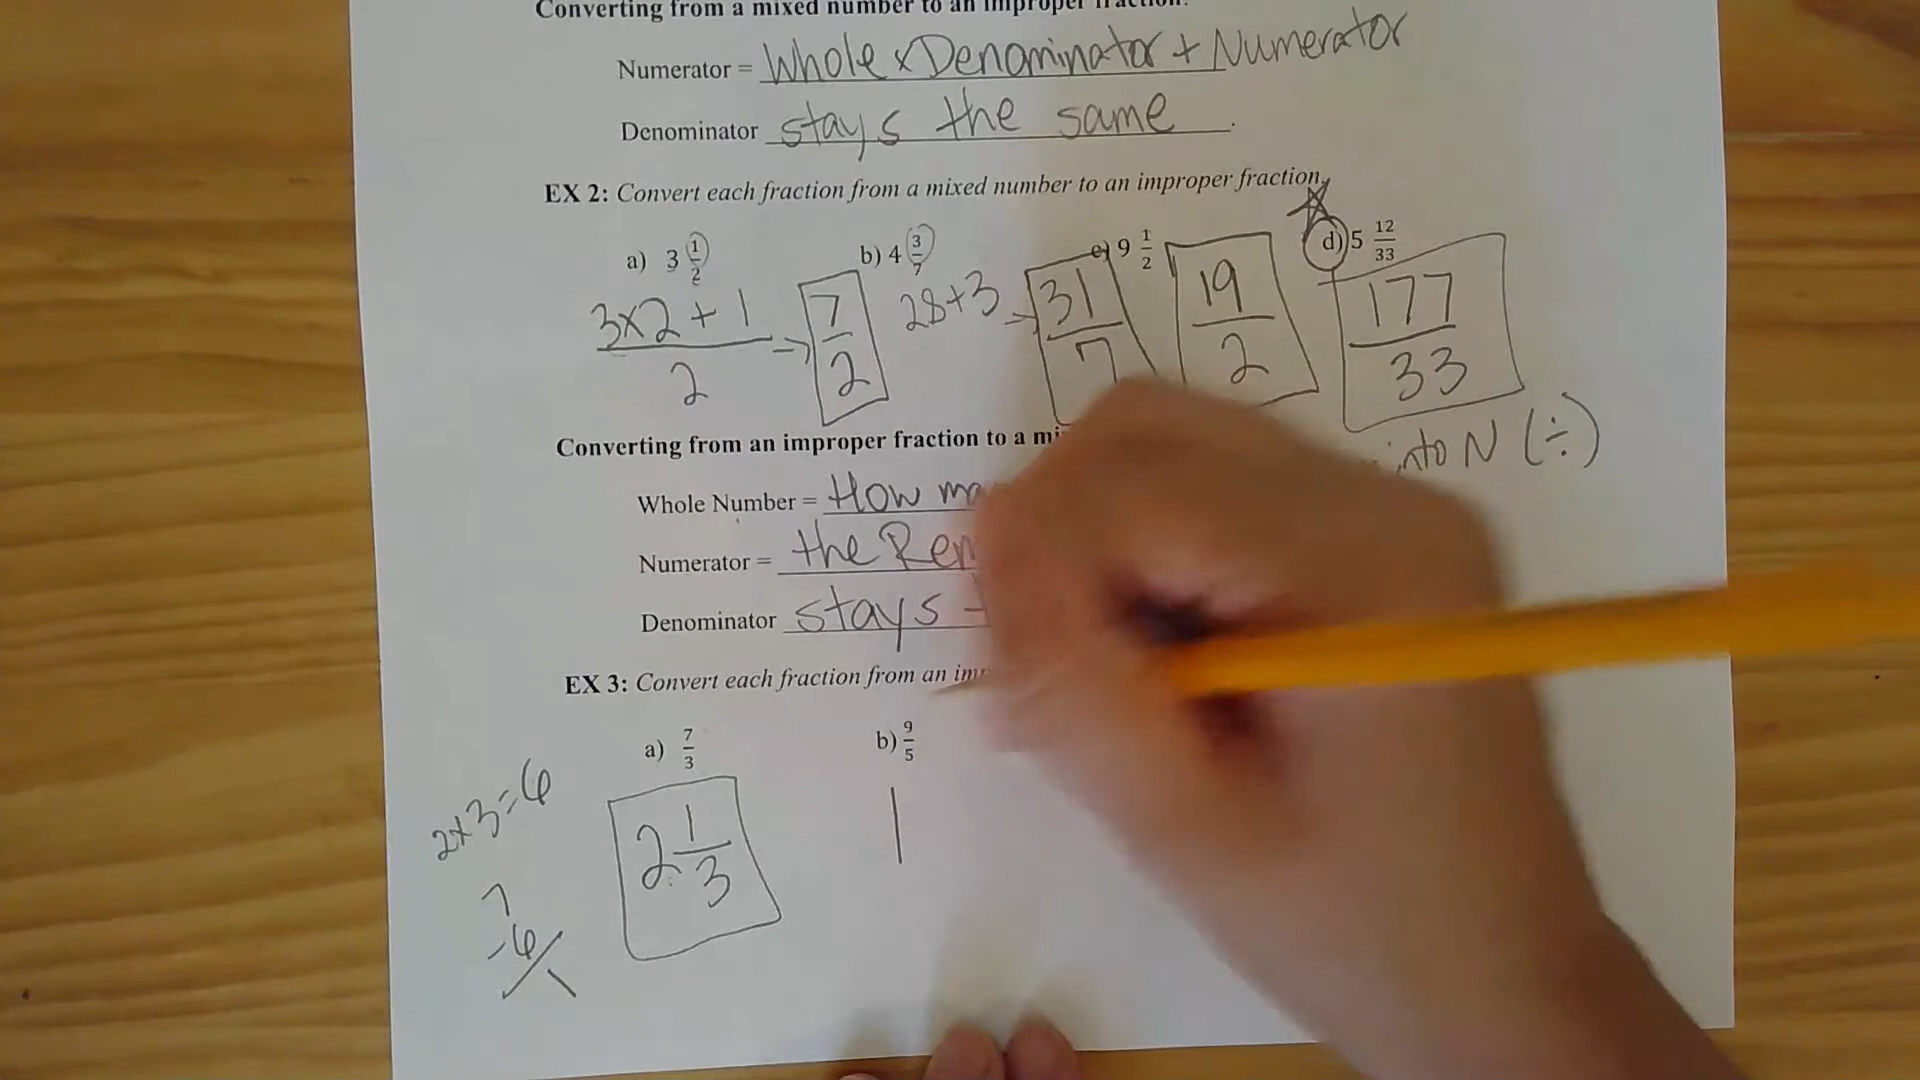 Converting from a mixed number to an improper fraction.
Numerator = Whole x Denominator + Numerator
Denominator stays the same.
EX 2: Convert each fraction from a mixed number to an improper fraction.
a) 3 1/2 b) 4 3/7 c) 9 1/2 d) 5 12/33
3x2 + 1 / 2 → 7/2 28+3 → 31/7 19/2 177/33
Converting from an improper fraction to a
into N (÷)
Whole Number = How
Numerator = the
Denominator stays
EX 3: Convert each fraction from an
a) 7/3 b) 9/5
2x3=6
2 1/3 1
7
-6
1